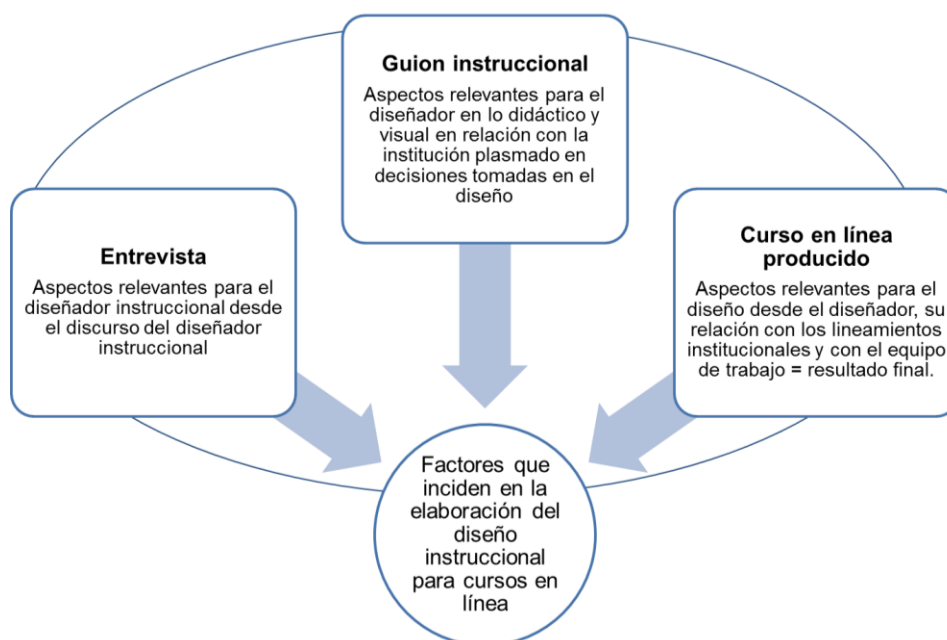 Guion instruccional
Aspectos relevantes para el
diseñador en lo didáctico y
visual en relación con la
institución plasmado en
decisiones tomadas en el
diseño
Entrevista
Aspectos relevantes para el
diseñador instruccional desde
el discurso del diseñador
instruccional
Curso en línea
producido
Aspectos relevantes para el
diseño desde el diseñador, su
relación con los lineamientos
institucionales y con el equipo
de trabajo = resultado final.
Factores que
inciden en la
elaboración del
diseño
instruccional
para cursos en
línea